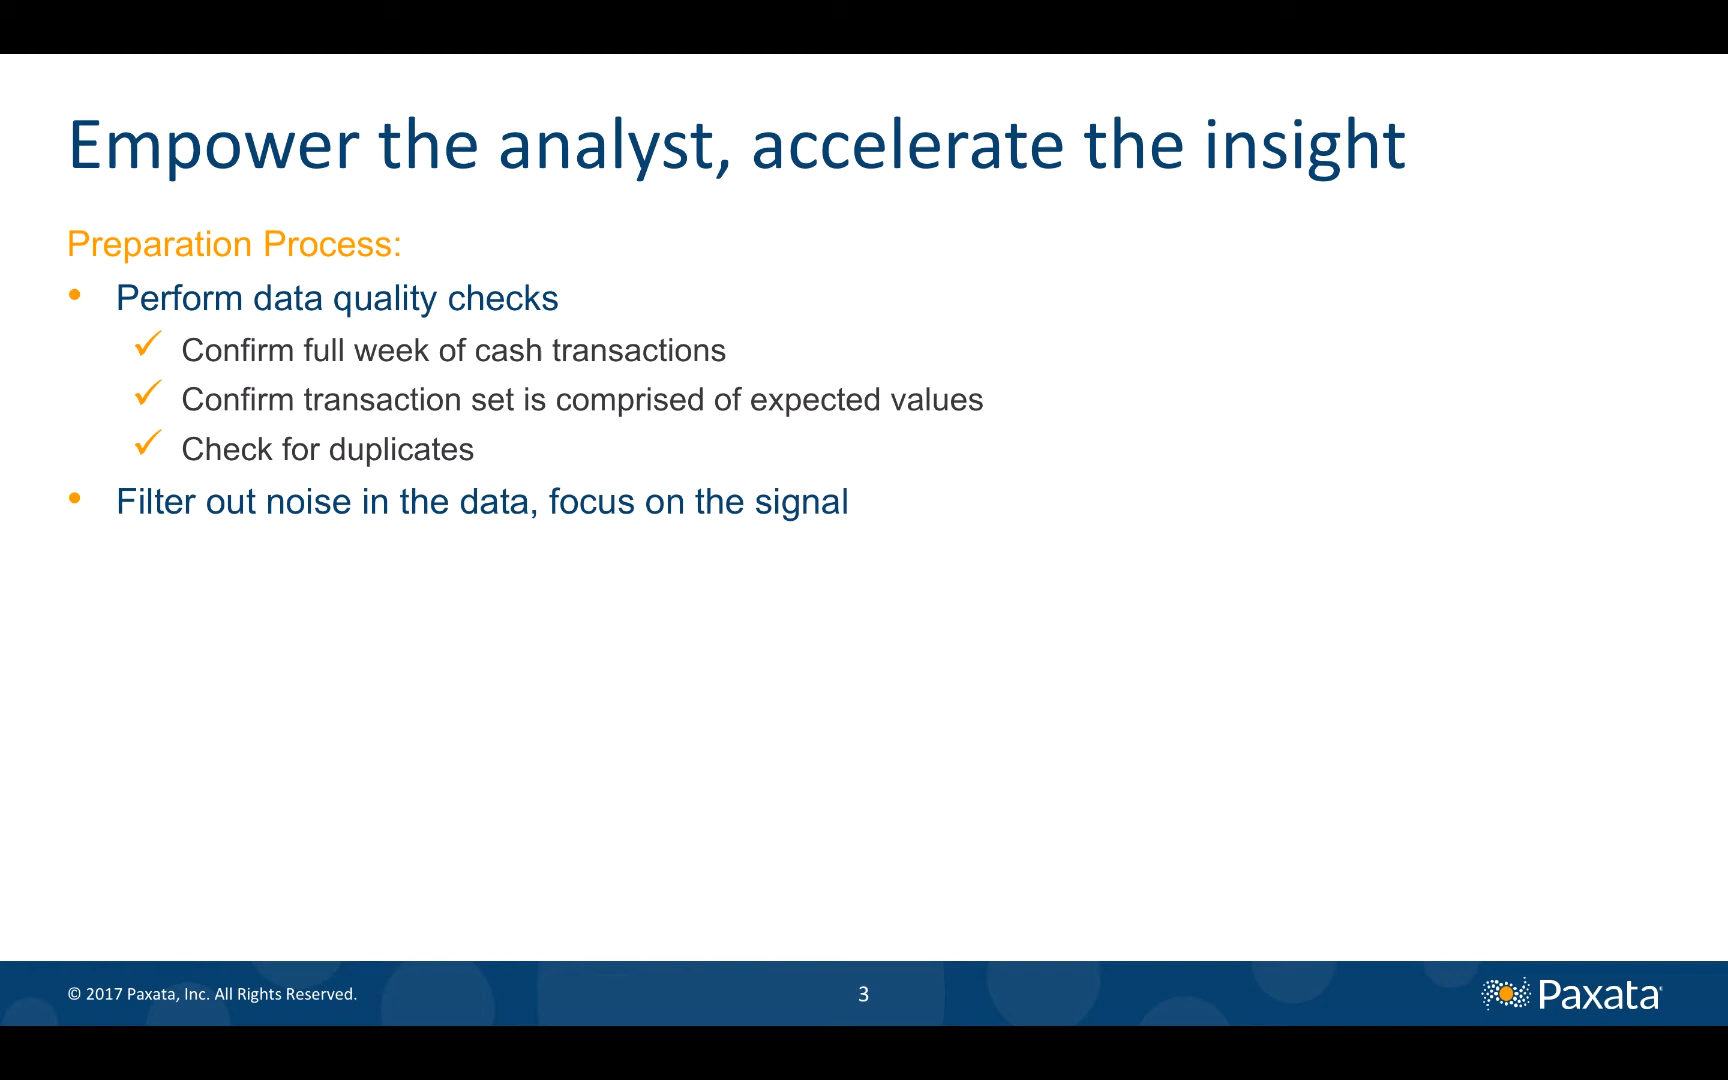 Empower the analyst, accelerate the insight
Preparation Process:
• Perform data quality checks
✓ Confirm full week of cash transactions
✓ Confirm transaction set is comprised of expected values
✓ Check for duplicates
• Filter out noise in the data, focus on the signal
© 2017 Paxata, Inc. All Rights Reserved.
3
Paxata